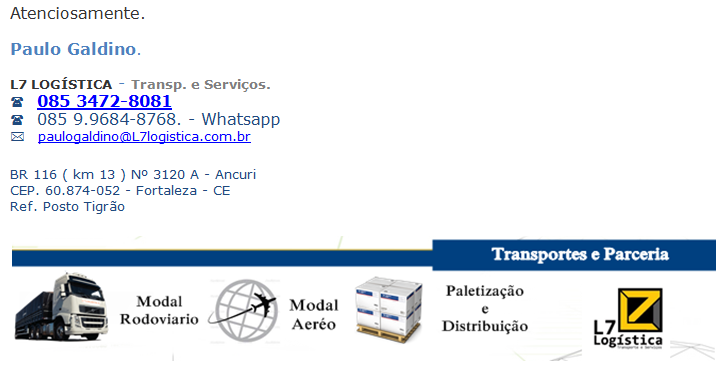 Atenciosamente.
Paulo Galdino.
L7 LOGÍSTICA - Transp. e Serviços.
085 3472-8081
085 9.9684-8768. - Whatsapp
paulogaldino@L7logistica.com.br
BR 116 ( km 13 ) Nº 3120 A - Ancuri
CEP. 60.874-052 - Fortaleza - CE
Ref. Posto Tigrão
Transportes e Parceria
Modal
Rodoviario
Modal
Aereó
Paletização
e
Distribuição
L7
Logística
Transporte e Serviços